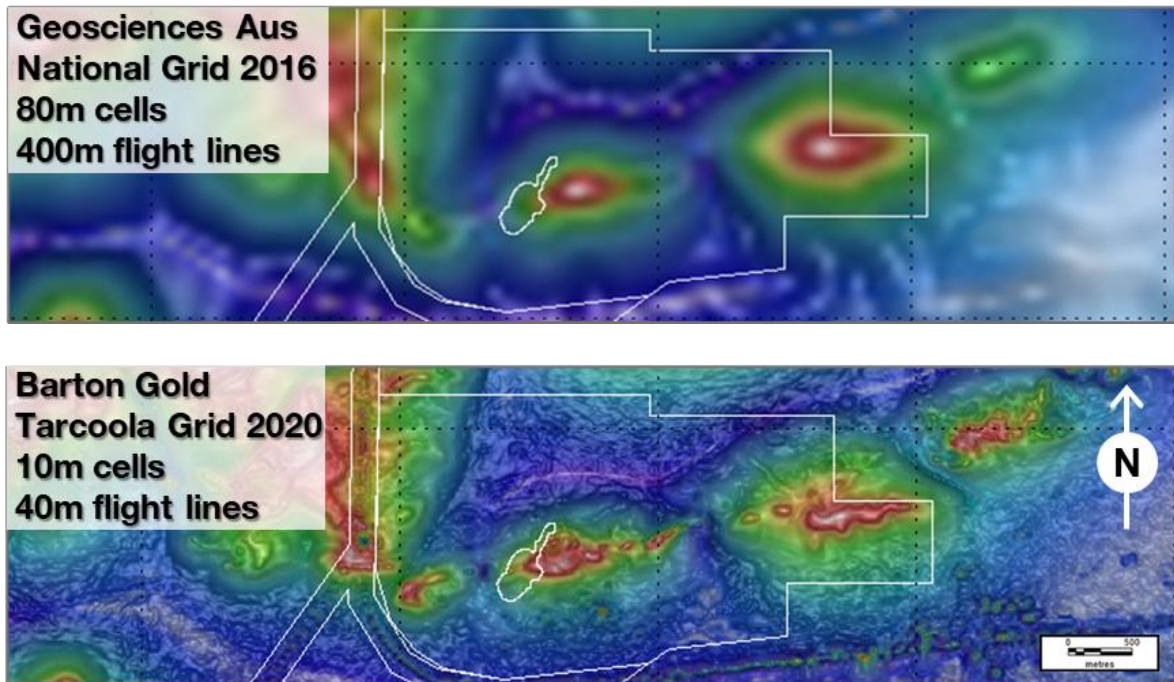 Geosciences Aus
National Grid 2016
80m cells
400m flight lines
Barton Gold
Tarcoola Grid 2020
10m cells
40m flight lines
N
0 500
metres